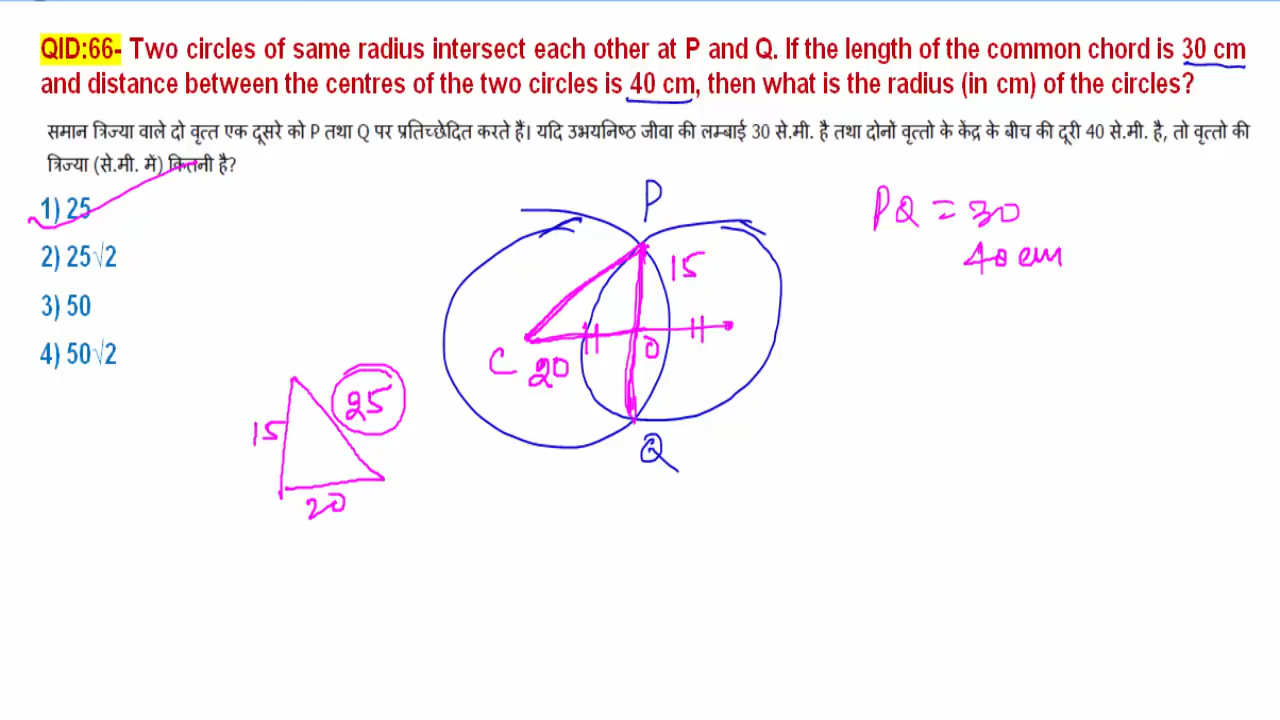 QID:66- Two circles of same radius intersect each other at P and Q. If the length of the common chord is 30 cm
and distance between the centres of the two circles is 40 cm, then what is the radius (in cm) of the circles?
समान त्रिज्या वाले दो वृत्त एक दूसरे को P तथा Q पर प्रतिच्छेदित करते हैं। यदि उभयनिष्ठ जीवा की लम्बाई 30 से.मी. है तथा दोनों वृत्तो के केंद्र के बीच की दूरी 40 से.मी. है, तो वृत्तो की
त्रिज्या (से.मी. में) कितनी है?
1) 25
2) 25√2
3) 50
4) 50√2
P
PQ = 30
40 cm
15
C
20
O
Q
15
25
20